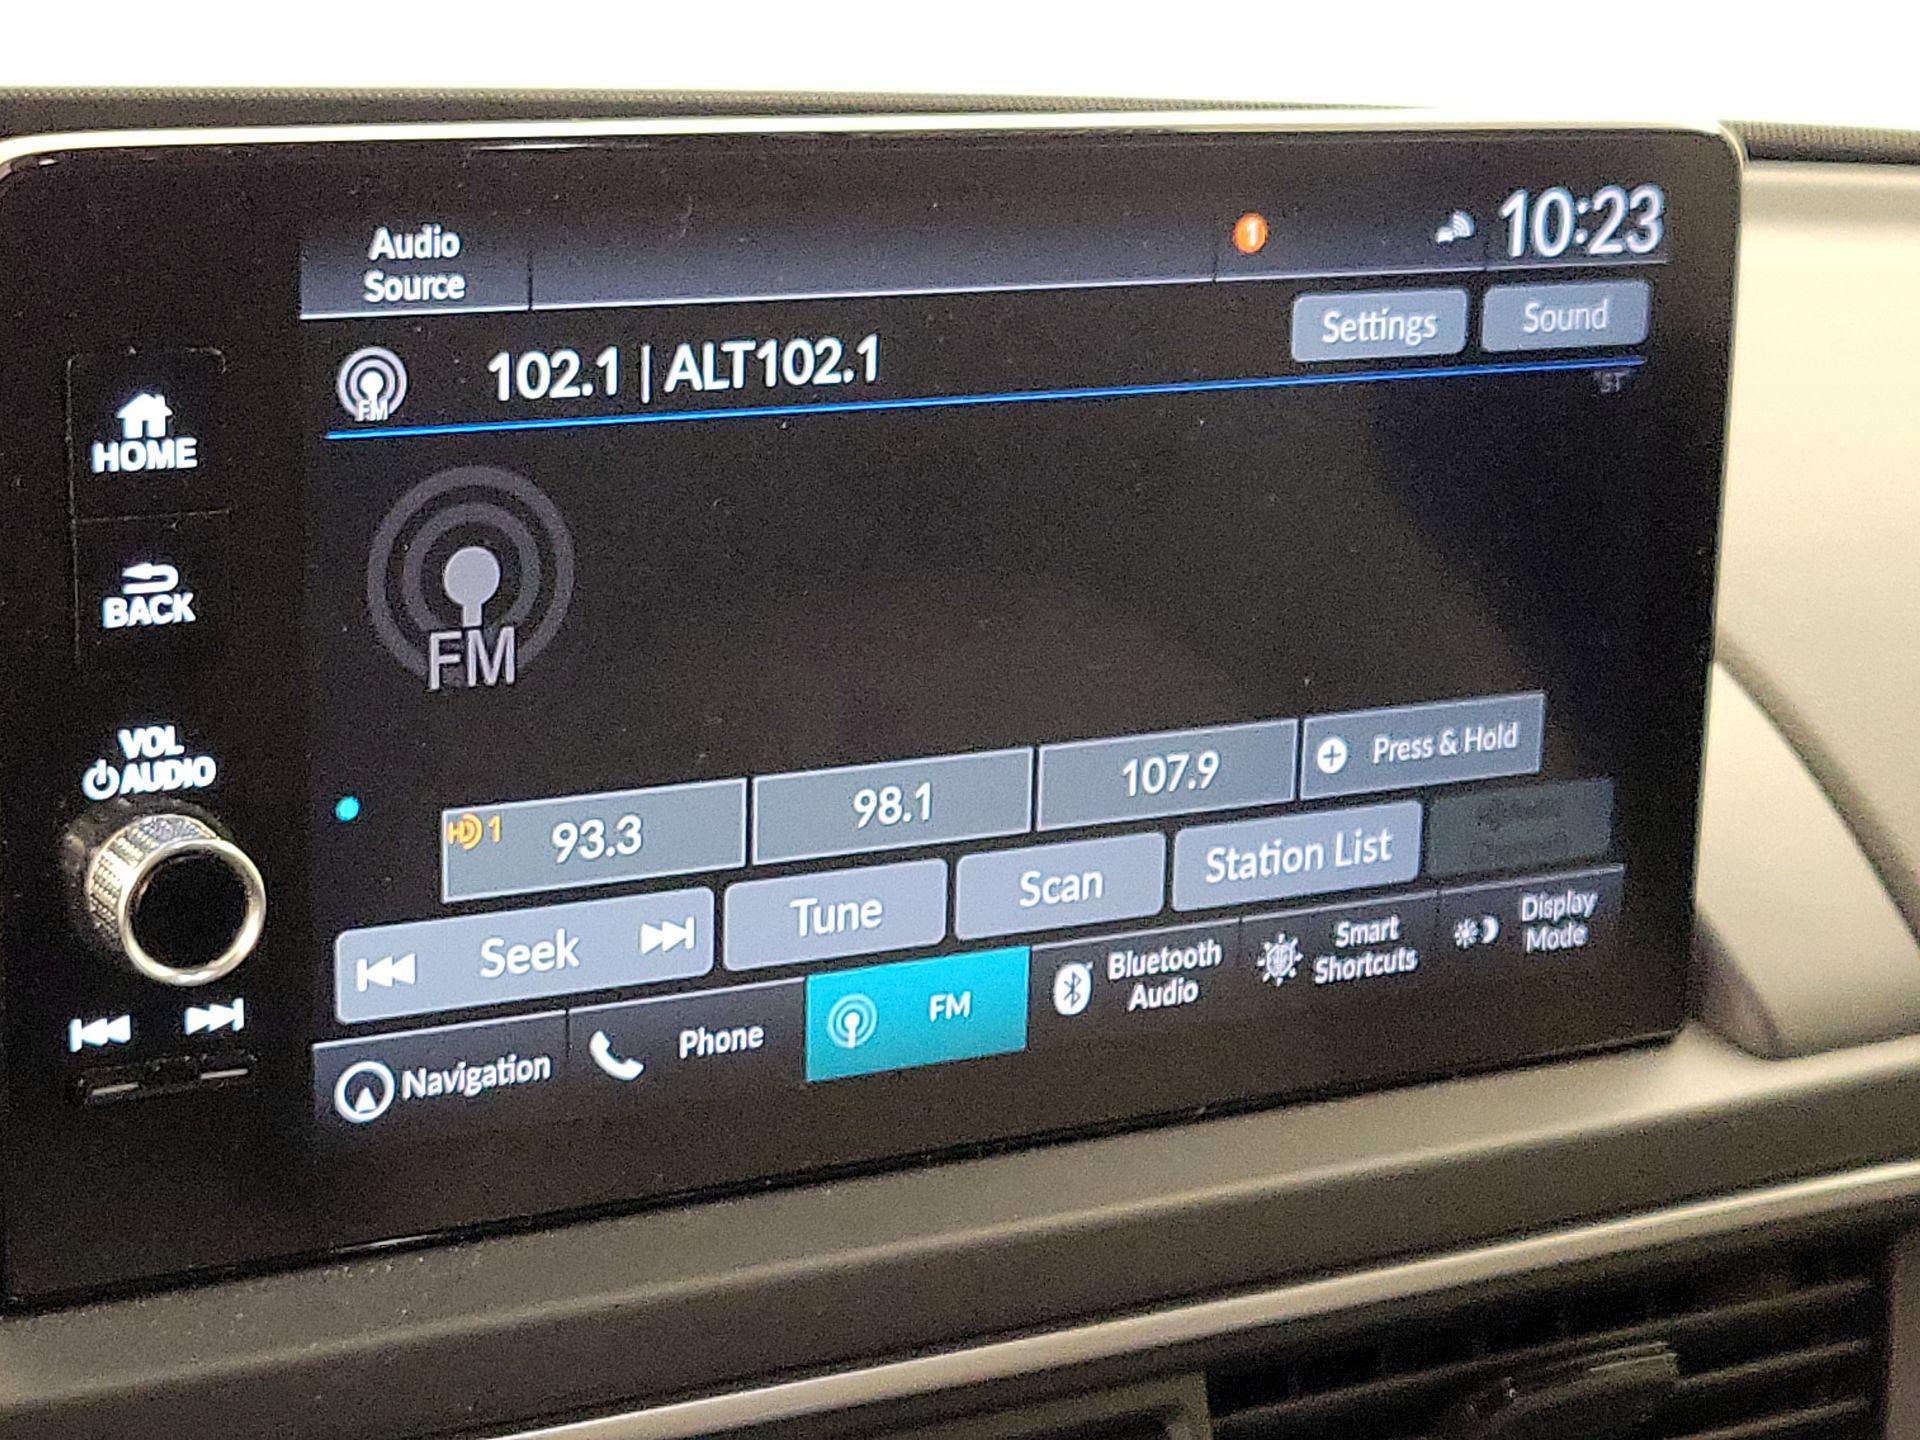 Audio
Source
1
10:23
Settings
Sound
FM
102.1 | ALT102.1
ST
HOME
BACK
FM
VOL
AUDIO
HD 1
93.3
98.1
107.9
Press & Hold
Seek
Tune
Scan
Station List
Navigation
Phone
FM
Bluetooth
Audio
Smart
Shortcuts
Display
Mode